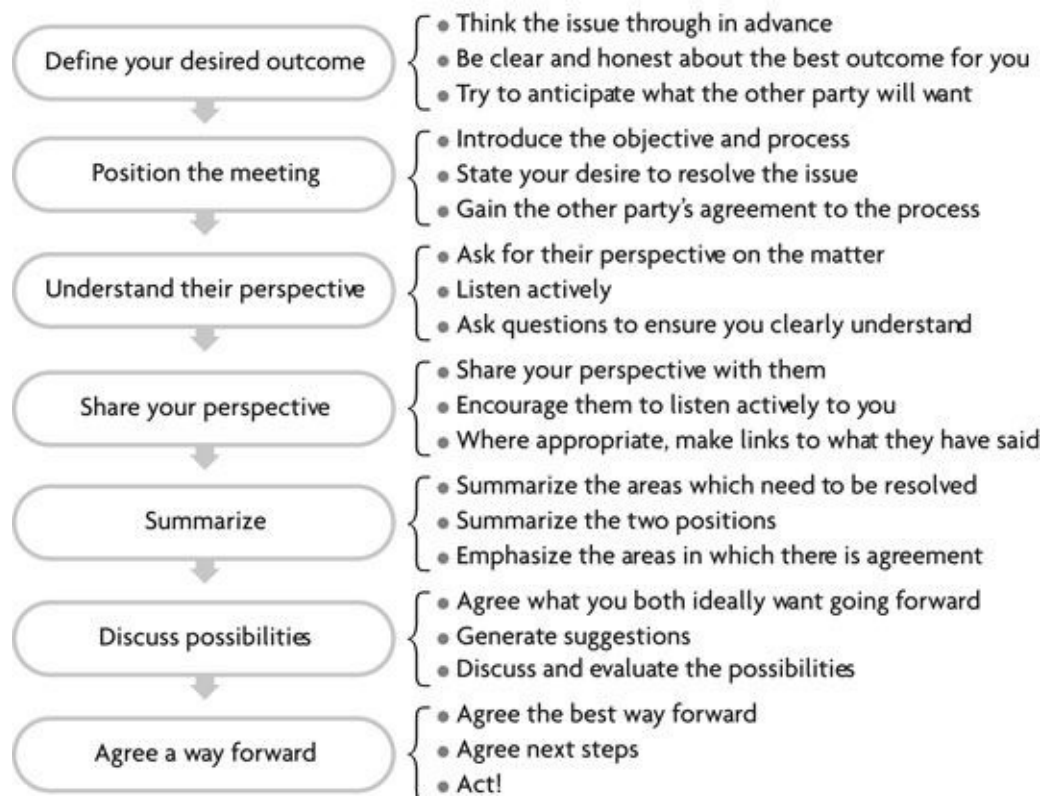 Define your desired outcome
• Think the issue through in advance
• Be clear and honest about the best outcome for you
• Try to anticipate what the other party will want
Position the meeting
• Introduce the objective and process
• State your desire to resolve the issue
• Gain the other party's agreement to the process
Understand their perspective
• Ask for their perspective on the matter
• Listen actively
• Ask questions to ensure you clearly understand
Share your perspective
• Share your perspective with them
• Encourage them to listen actively to you
• Where appropriate, make links to what they have said
Summarize
• Summarize the areas which need to be resolved
• Summarize the two positions
• Emphasize the areas in which there is agreement
Discuss possibilities
• Agree what you both ideally want going forward
• Generate suggestions
• Discuss and evaluate the possibilities
Agree a way forward
• Agree the best way forward
• Agree next steps
• Act!